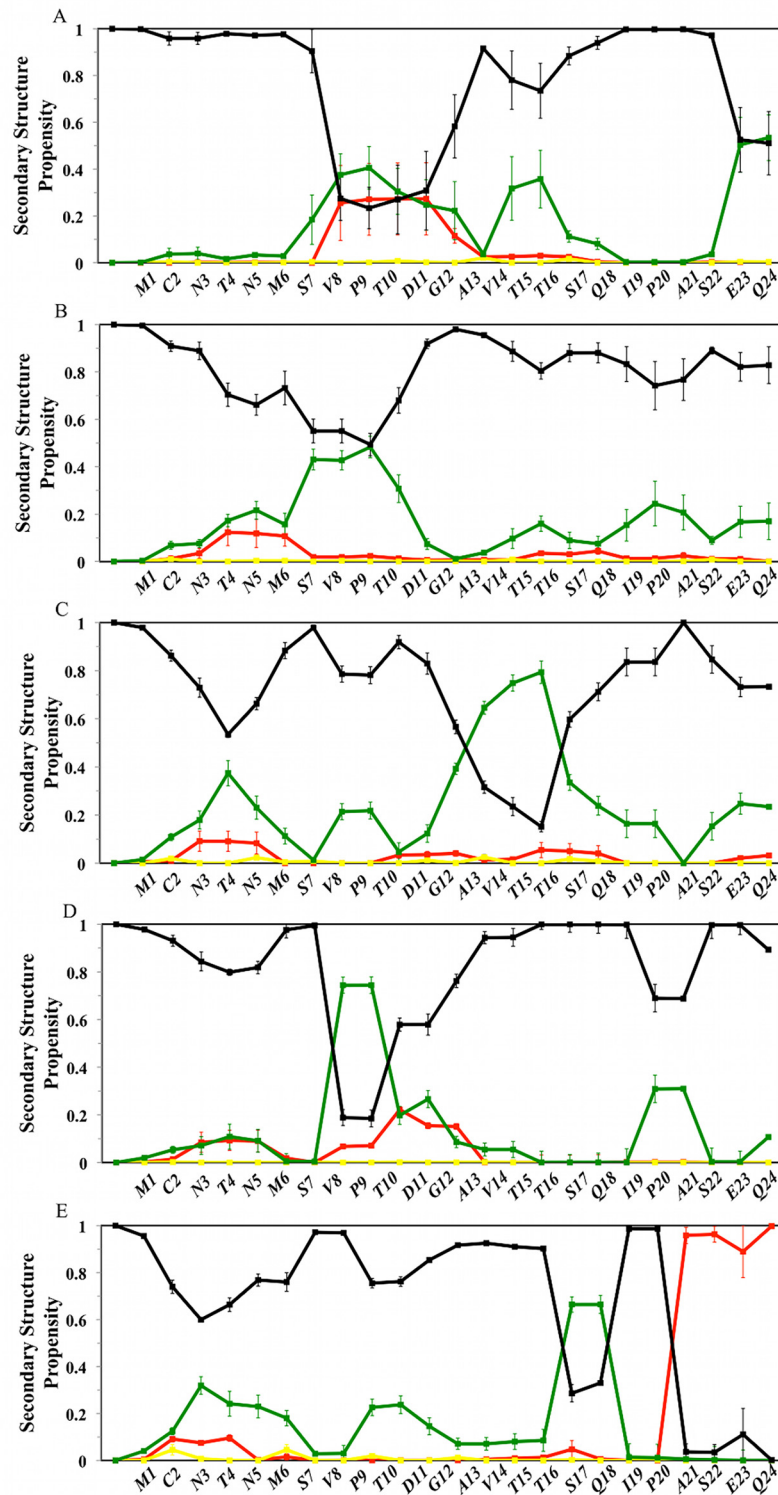 A
Secondary Structure
Propensity
1
0.8
0.6
0.4
0.2
0
M1 C2 N3 T4 N5 M6 S7 V8 P9 T10 D11 G12 A13 V14 T15 T16 S17 Q18 I19 P20 A21 S22 E23 Q24
B
Secondary Structure
Propensity
1
0.8
0.6
0.4
0.2
0
M1 C2 N3 T4 N5 M6 S7 V8 P9 T10 D11 G12 V14 A13 T15 T16 S17 Q18 I19 P20 A21 S22 E23 Q24
C
Secondary Structure
Propensity
1
0.8
0.6
0.4
0.2
0
M1 C2 N3 T4 N5 M6 S7 V8 P9 T10 D11 G12 A13 V14 T15 T16 S17 Q18 I19 P20 A21 S22 E23 Q24
D
Secondary Structure
Propensity
1
0.8
0.6
0.4
0.2
0
M1 C2 N3 T4 N5 M6 S7 V8 P9 T10 D11 G12 A13 V14 T15 T16 S17 Q18 I19 P20 A21 S22 E23 Q24
E
Secondary Structure
Propensity
1
0.8
0.6
0.4
0.2
0
M1 C2 N3 T4 N5 M6 S7 V8 P9 T10 D11 G12 A13 V14 T15 T16 S17 Q18 I19 P20 A21 S22 E23 Q24